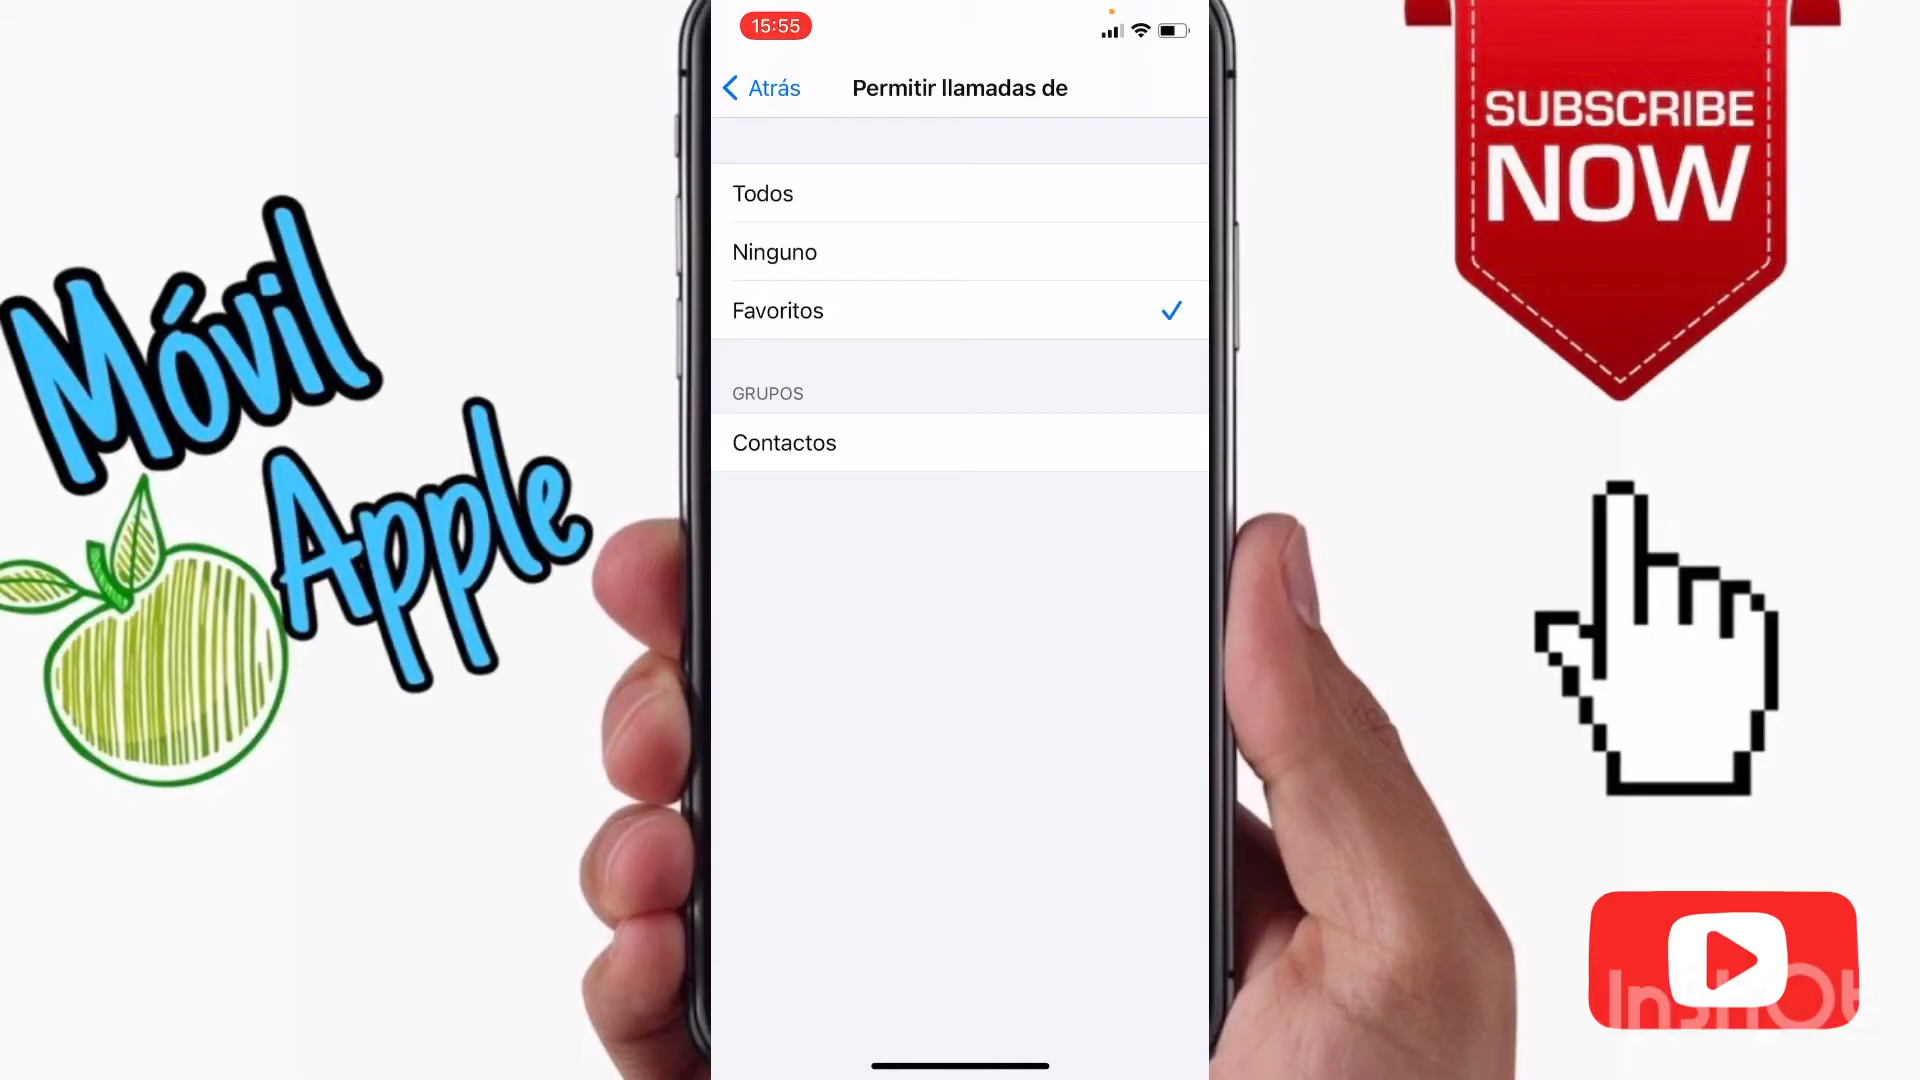 15:55
Atrás
Permitir llamadas de
Todos
Ninguno
Favoritos
GRUPOS
Contactos
Móvil
Apple
SUBSCRIBE
NOW
InShOt